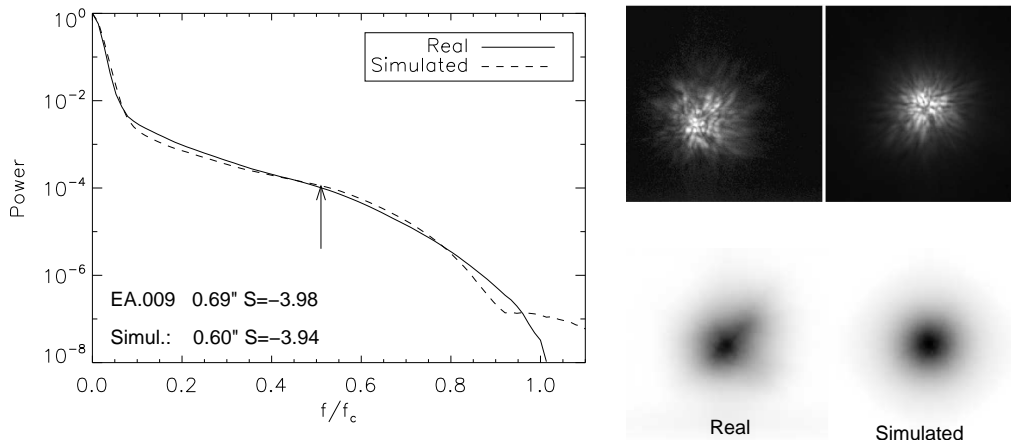 10^0
10^−2
10^−4
10^−6
10^−8
Power
Real
Simulated
EA.009 0.69" S=−3.98
Simul.: 0.60" S=−3.94
0.0 0.2 0.4 0.6 0.8 1.0
f/f_c
Real
Simulated